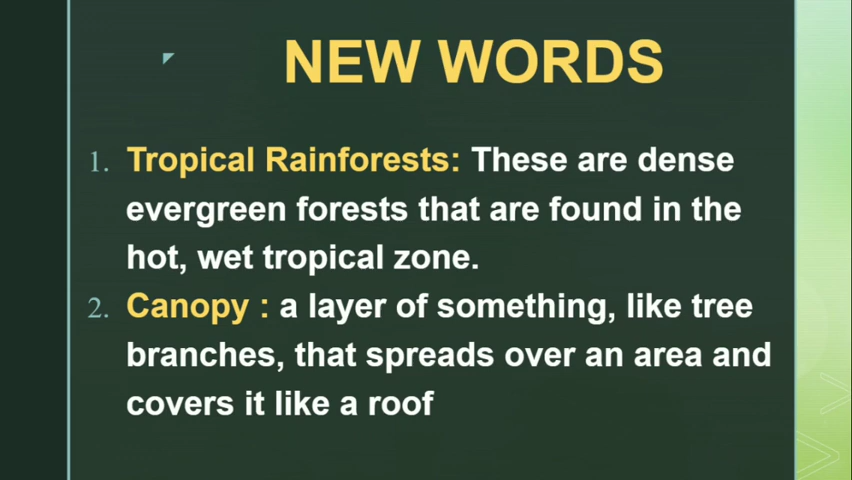 NEW WORDS
1. Tropical Rainforests: These are dense
evergreen forests that are found in the
hot, wet tropical zone.
2. Canopy : a layer of something, like tree
branches, that spreads over an area and
covers it like a roof